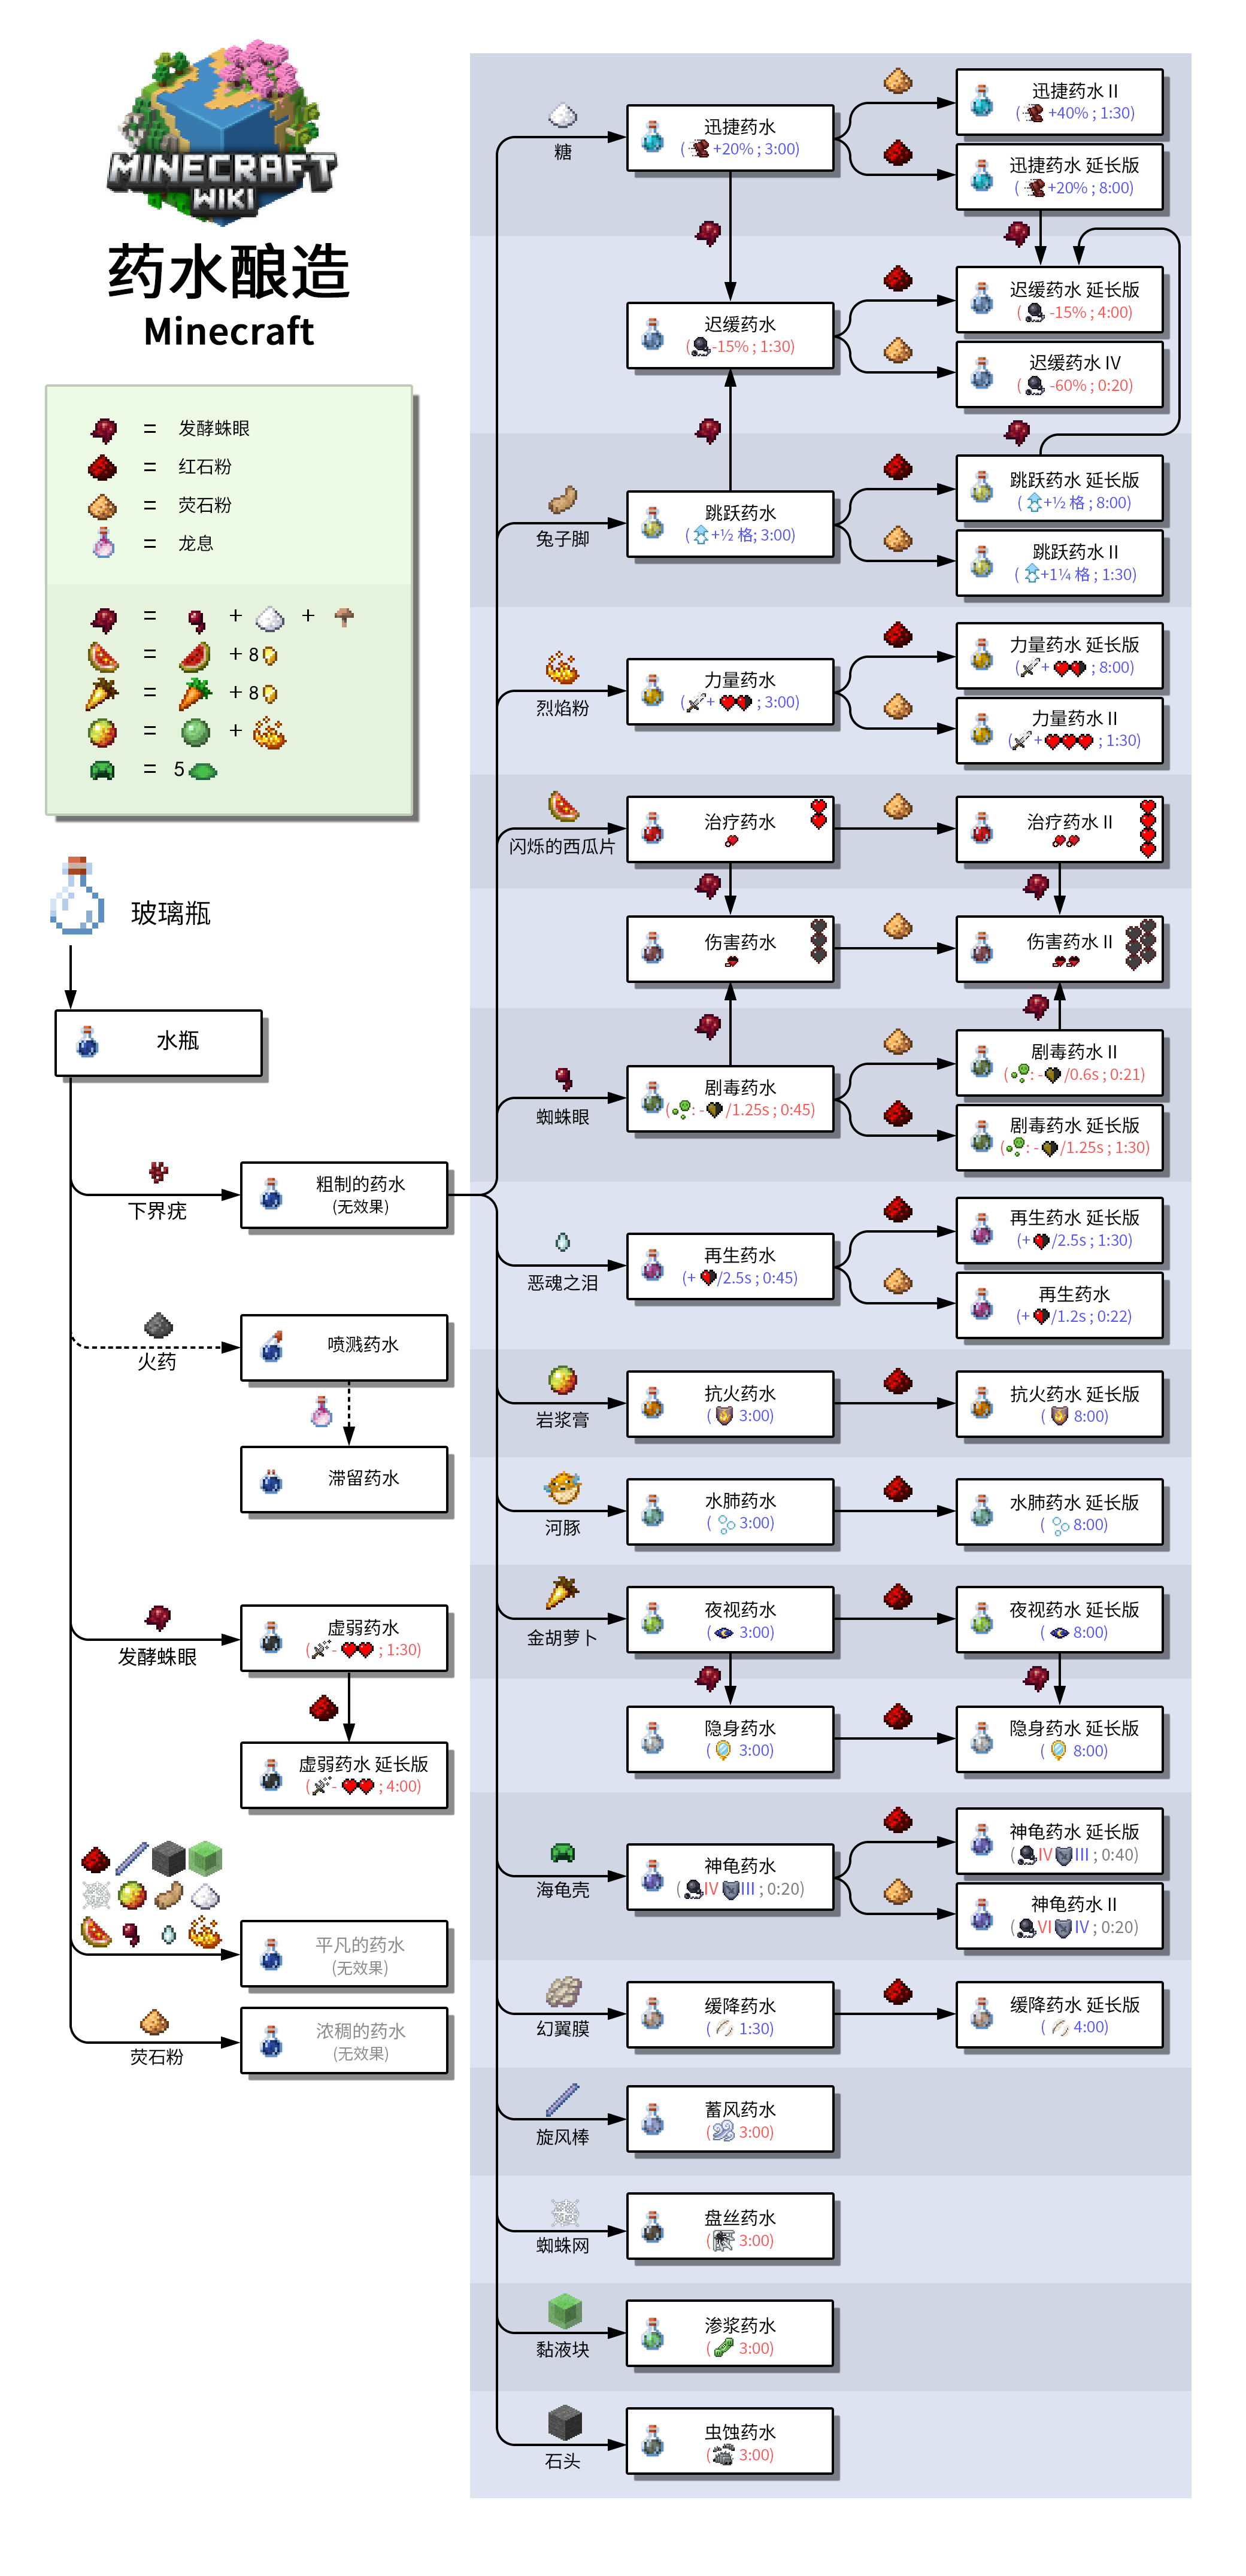 MINECRAFT
WIKI
药水酿造
Minecraft
= 发酵蛛眼
= 红石粉
= 荧石粉
= 龙息
= + +
= + 8
= + 8
= +
= 5
玻璃瓶
水瓶
下界疣
粗制的药水
(无效果)
火药
喷溅药水
滞留药水
发酵蛛眼
虚弱药水
( - ; 1:30)
虚弱药水 延长版
( - ; 4:00)
平凡的药水
(无效果)
荧石粉
浓稠的药水
(无效果)
糖
迅捷药水
( +20% ; 3:00)
迅捷药水 II
( +40% ; 1:30)
迅捷药水 延长版
( +20% ; 8:00)
迟缓药水
( -15% ; 1:30)
迟缓药水 延长版
( -15% ; 4:00)
迟缓药水 IV
( -60% ; 0:20)
兔子脚
跳跃药水
( +½ 格; 3:00)
跳跃药水 延长版
( +½ 格 ; 8:00)
跳跃药水 II
( +1¼ 格 ; 1:30)
烈焰粉
力量药水
( + ; 3:00)
力量药水 延长版
( + ; 8:00)
力量药水 II
( + ; 1:30)
闪烁的西瓜片
治疗药水
治疗药水 II
伤害药水
伤害药水 II
蜘蛛眼
剧毒药水
( : - /1.25s ; 0:45)
剧毒药水 II
( : - /0.6s ; 0:21)
剧毒药水 延长版
( : - /1.25s ; 1:30)
恶魂之泪
再生药水
(+ /2.5s ; 0:45)
再生药水 延长版
(+ /2.5s ; 1:30)
再生药水
(+ /1.2s ; 0:22)
岩浆膏
抗火药水
( 3:00)
抗火药水 延长版
( 8:00)
河豚
水肺药水
( 3:00)
水肺药水 延长版
( 8:00)
金胡萝卜
夜视药水
( 3:00)
夜视药水 延长版
( 8:00)
隐身药水
( 3:00)
隐身药水 延长版
( 8:00)
海龟壳
神龟药水
( IV III ; 0:20)
神龟药水 延长版
( IV III ; 0:40)
神龟药水 II
( VI IV ; 0:20)
幻翼膜
缓降药水
( 1:30)
缓降药水 延长版
( 4:00)
旋风棒
蓄风药水
( 3:00)
蜘蛛网
盘丝药水
( 3:00)
黏液块
渗浆药水
( 3:00)
石头
虫蚀药水
( 3:00)